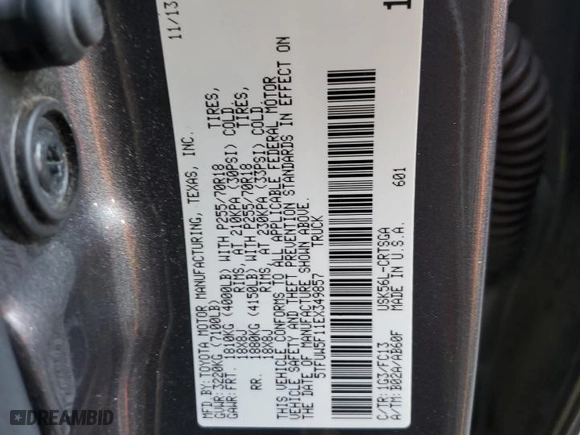 MFD.BY:TOYOTA MOTOR MANUFACTURING, TEXAS, INC. 11/13
GVWR:3220KG(7100LB)
GAWR:FRT. 1810KG (4000LB) WITH P255/70R18 TIRES,
18X8J RIMS, AT 210KPA (30PSI) COLD
RR. 1880KG (4150LB) WITH P255/70R18 TIRES,
18X8J RIMS, AT 230KPA (33PSI) COLD.
THIS VEHICLE CONFORMS TO ALL APPLICABLE FEDERAL MOTOR
VEHICLE SAFETY AND THEFT PREVENTION STANDARDS IN EFFECT ON
THE DATE OF MANUFACTURE SHOWN ABOVE.
5TFUW5F11EX349857 TRUCK
C/TR:1G3/FC13 USK56L-CRTSGA
A/TM:B02A/AB60F MADE IN U.S.A. 601
AUTOBIDCAR